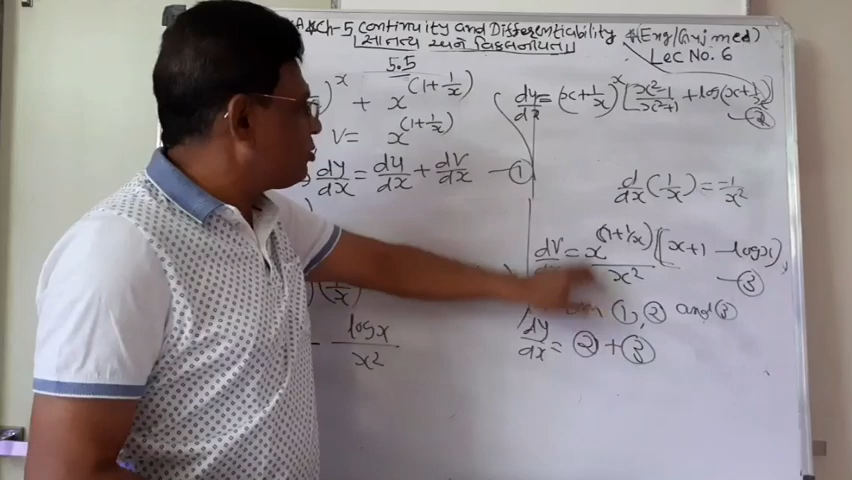 Ch-5 Continuity and Differentiability (Eng/Guj med)
સાતત્ય અને વિકલનીયતા
Lec No. 6
5.5
)^x + x^(1+1/x)
V= x^(1+1/x)
dy/dx = du/dx + dv/dx — ①
(1/x)
- logx/x²
dy/dx = (x+1/x)^x [x²-1/x²+1 + log(x+1/x)]
— ②
d/dx (1/x) = -1/x²
dv = x^(1+1/x)/x² (x+1 - logx)
— ③
①, ② and ③
dy/dx = ② + ③